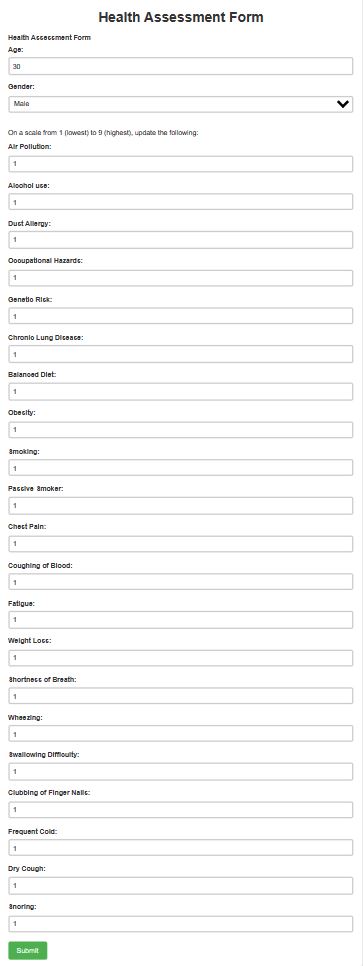 Health Assessment Form
Health Assessment Form
Age:
30
Gender:
Male
On a scale from 1 (lowest) to 9 (highest), update the following:
Air Pollution:
1
Alcohol use:
1
Dust Allergy:
1
Occupational Hazards:
1
Genetic Risk:
1
Chronic Lung Disease:
1
Balanced Diet:
1
Obesity:
1
Smoking:
1
Passive Smoker:
1
Chest Pain:
1
Coughing of Blood:
1
Fatigue:
1
Weight Loss:
1
Shortness of Breath:
1
Wheezing:
1
Swallowing Difficulty:
1
Clubbing of Finger Nails:
1
Frequent Cold:
1
Dry Cough:
1
Snoring:
1
Submit